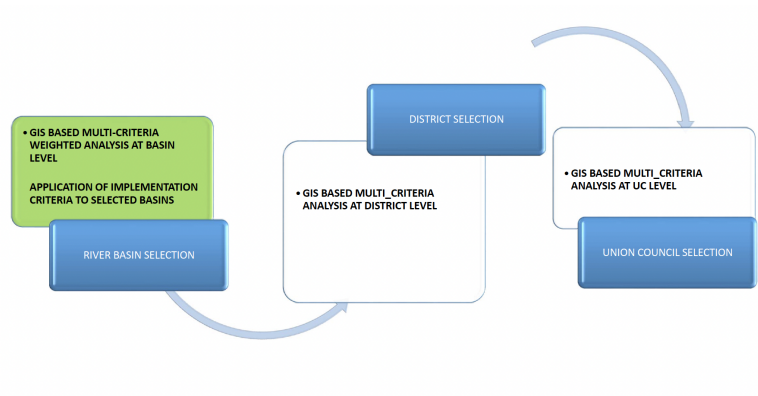 • GIS BASED MULTI-CRITERIA
WEIGHTED ANALYSIS AT BASIN
LEVEL
APPLICATION OF IMPLEMENTATION
CRITERIA TO SELECTED BASINS
RIVER BASIN SELECTION
DISTRICT SELECTION
• GIS BASED MULTI_CRITERIA
ANALYSIS AT DISTRICT LEVEL
• GIS BASED MULTI_CRITERIA
ANALYSIS AT UC LEVEL
UNION COUNCIL SELECTION